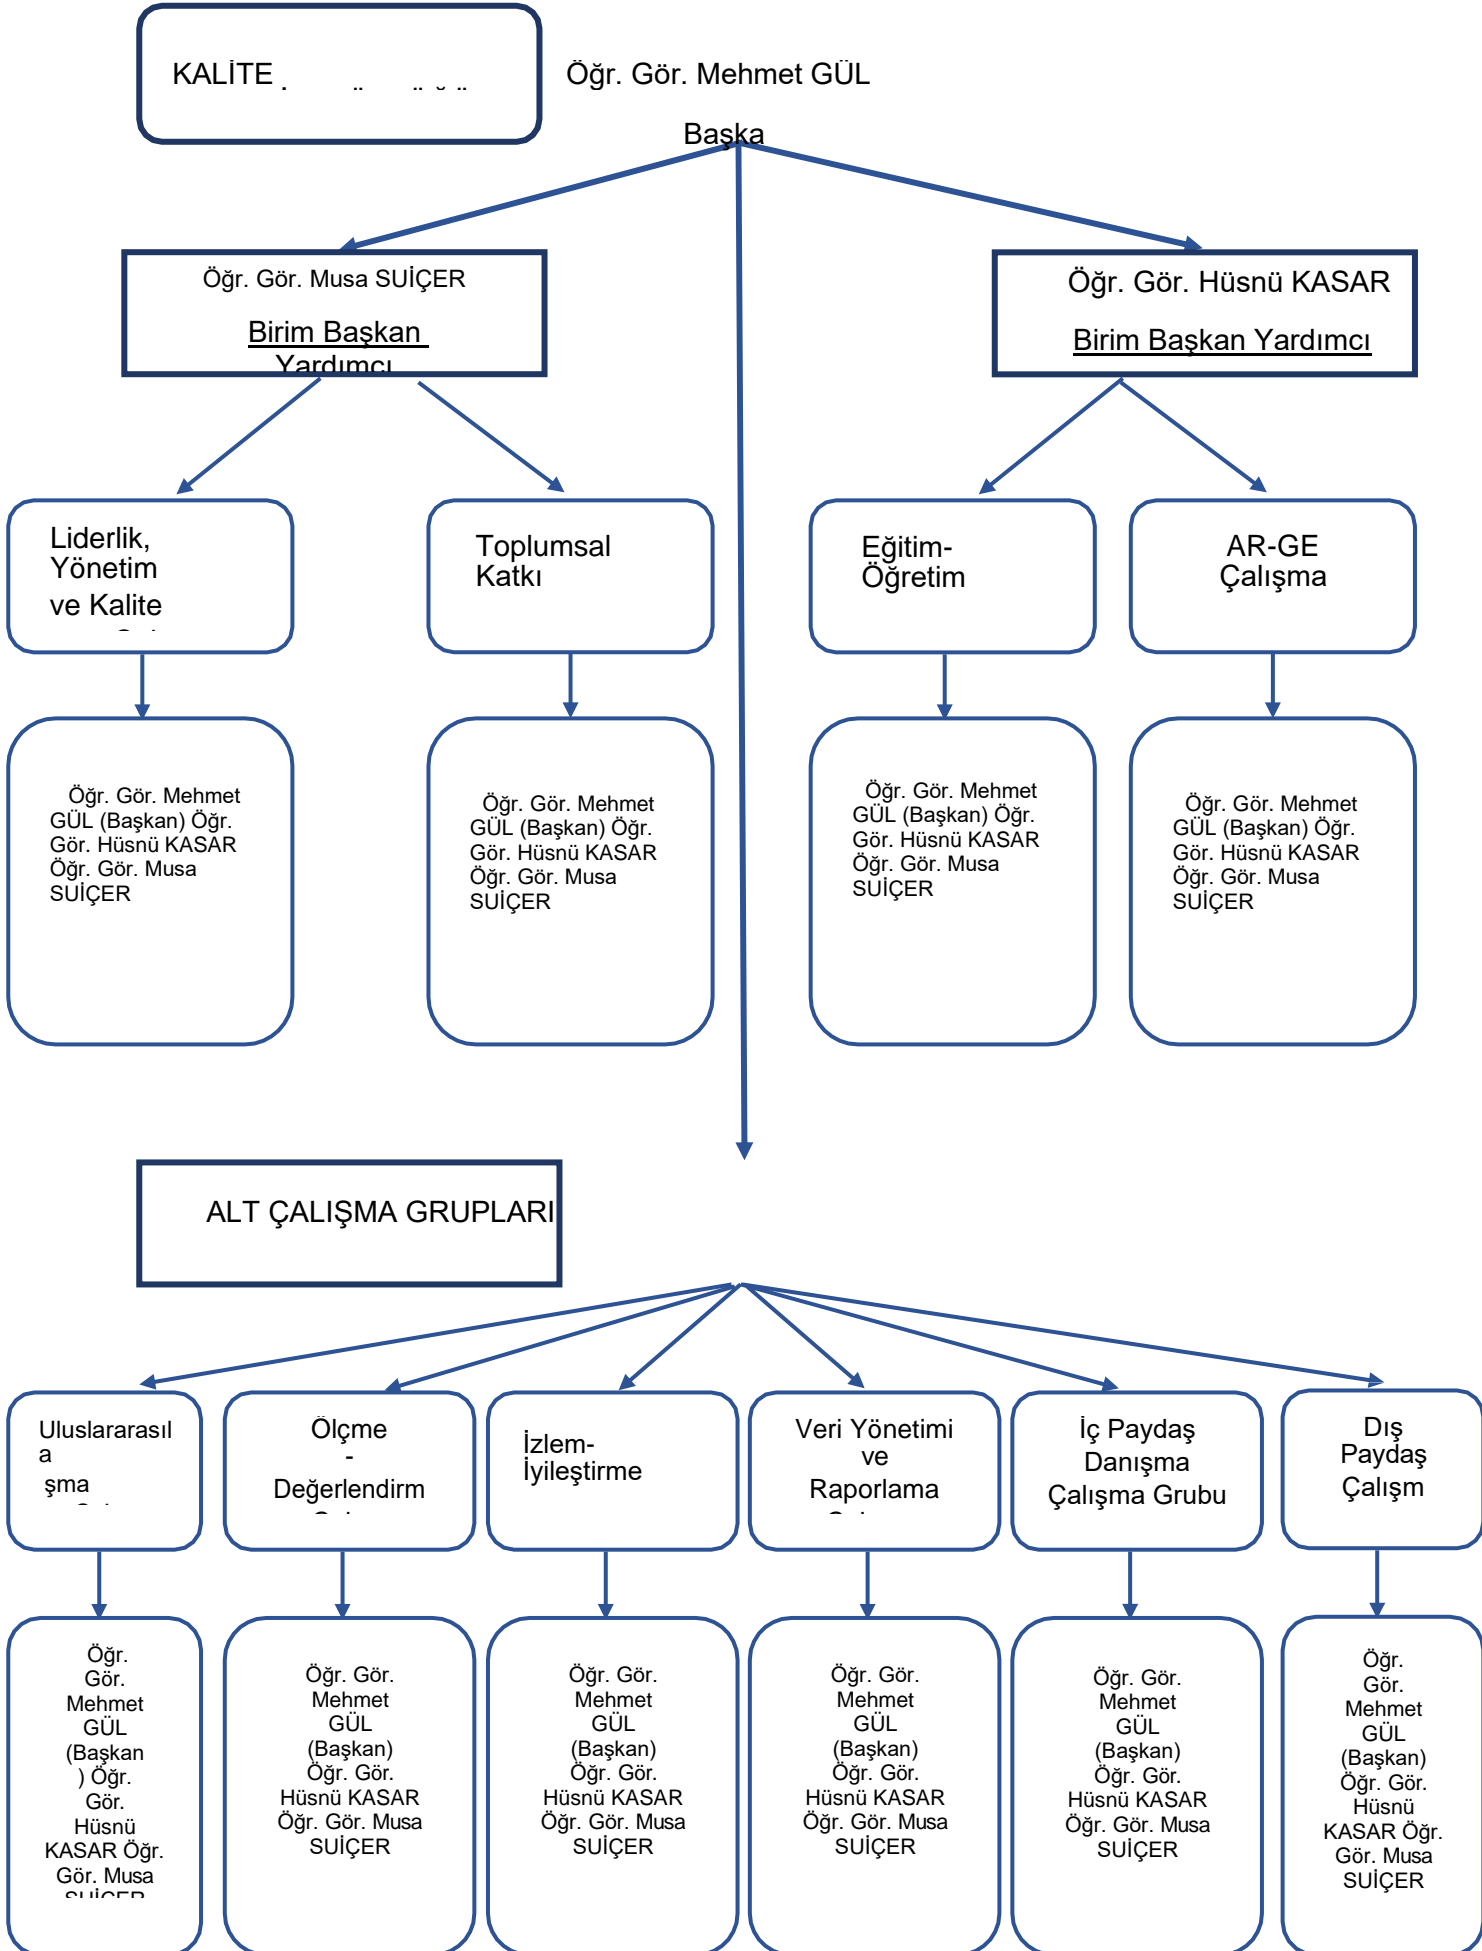 KALİTE
Öğr. Gör. Mehmet GÜL
Başka
Öğr. Gör. Musa SUİÇER
Birim Başkan
Yardımcı
Öğr. Gör. Hüsnü KASAR
Birim Başkan Yardımcı
Liderlik,
Yönetim
ve Kalite
Toplumsal
Katkı
Eğitim-
Öğretim
AR-GE
Çalışma
Öğr. Gör. Mehmet
GÜL (Başkan) Öğr.
Gör. Hüsnü KASAR
Öğr. Gör. Musa
SUİÇER
Öğr. Gör. Mehmet
GÜL (Başkan) Öğr.
Gör. Hüsnü KASAR
Öğr. Gör. Musa
SUİÇER
Öğr. Gör. Mehmet
GÜL (Başkan) Öğr.
Gör. Hüsnü KASAR
Öğr. Gör. Musa
SUİÇER
Öğr. Gör. Mehmet
GÜL (Başkan) Öğr.
Gör. Hüsnü KASAR
Öğr. Gör. Musa
SUİÇER
ALT ÇALIŞMA GRUPLARI
Uluslararasıl
a
şma
Ölçme
-
Değerlendirm
İzlem-
İyileştirme
Veri Yönetimi
ve
Raporlama
İç Paydaş
Danışma
Çalışma Grubu
Dış
Paydaş
Çalışm
Öğr.
Gör.
Mehmet
GÜL
(Başkan
) Öğr.
Gör.
Hüsnü
KASAR Öğr.
Gör. Musa
SUİÇER
Öğr. Gör.
Mehmet
GÜL
(Başkan)
Öğr. Gör.
Hüsnü KASAR
Öğr. Gör. Musa
SUİÇER
Öğr. Gör.
Mehmet
GÜL
(Başkan)
Öğr. Gör.
Hüsnü KASAR
Öğr. Gör. Musa
SUİÇER
Öğr. Gör.
Mehmet
GÜL
(Başkan)
Öğr. Gör.
Hüsnü KASAR
Öğr. Gör. Musa
SUİÇER
Öğr. Gör.
Mehmet
GÜL
(Başkan)
Öğr. Gör.
Hüsnü KASAR
Öğr. Gör. Musa
SUİÇER
Öğr.
Gör.
Mehmet
GÜL
(Başkan)
Öğr. Gör.
Hüsnü
KASAR Öğr.
Gör. Musa
SUİÇER